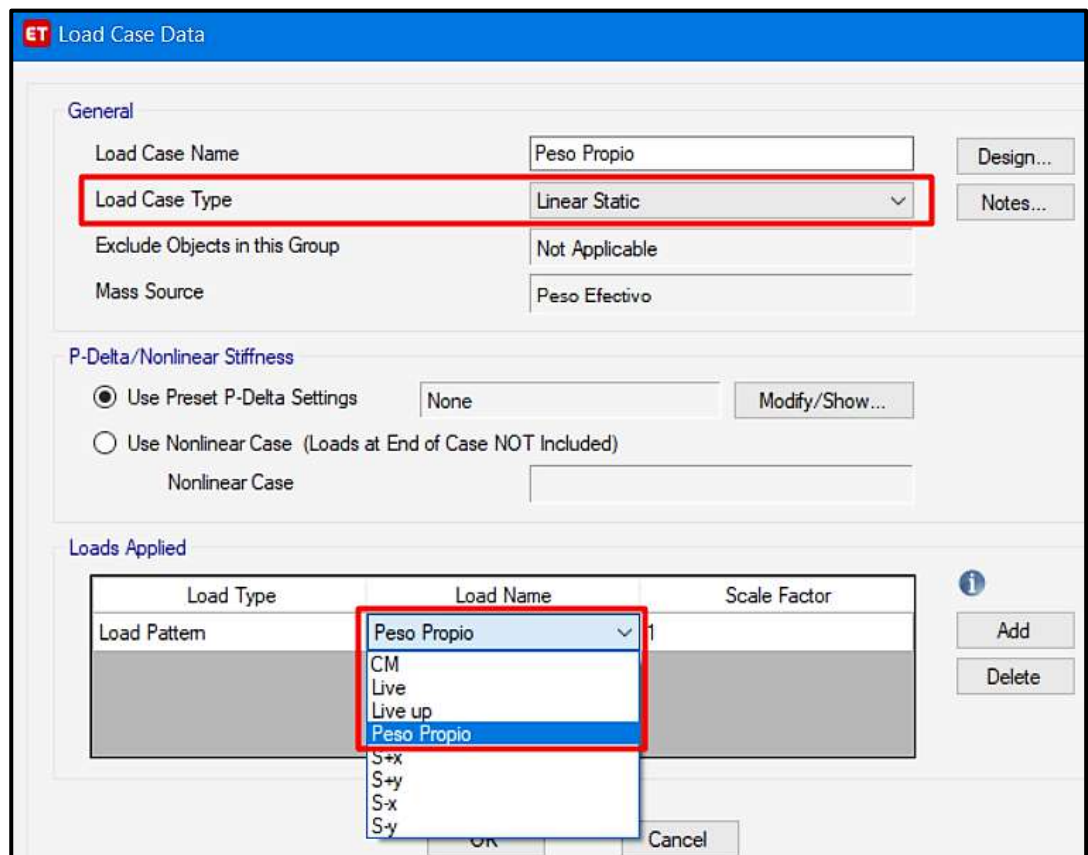 ET Load Case Data
General
Load Case Name Peso Propio Design...
Load Case Type Linear Static Notes...
Exclude Objects in this Group Not Applicable
Mass Source Peso Efectivo
P-Delta/Nonlinear Stiffness
Use Preset P-Delta Settings None Modify/Show...
Use Nonlinear Case (Loads at End of Case NOT Included)
Nonlinear Case
Loads Applied
Load Type Load Name Scale Factor
Load Pattern Peso Propio 1 Add
CM
Live Delete
Live up
Peso Propio
S+x
S+y
S-x
S-y
OK Cancel